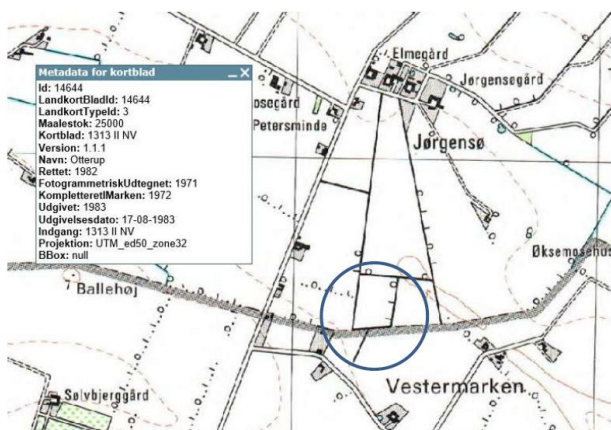 Metadata for kortblad
Id: 14644
LandkortBladId: 14644
LandkortTypeId: 3
Maalestok: 25000
Kortblad: 1313 II NV
Version: 1.1.1
Navn: Otterup
Rettet: 1982
FotogrammetriskUdtegnet: 1971
KompletteretIMarken: 1972
Udgivet: 1983
Udgivelsesdato: 17-08-1983
Indgang: 1313 II NV
Projektion: UTM_ed50_zone32
BBox: null
Elmegård
Jørgensøgård
osegård
Petersminde
Jørgensø
Øksemosehus
Ballehøj
Vestermarken
Sølvbjerggård